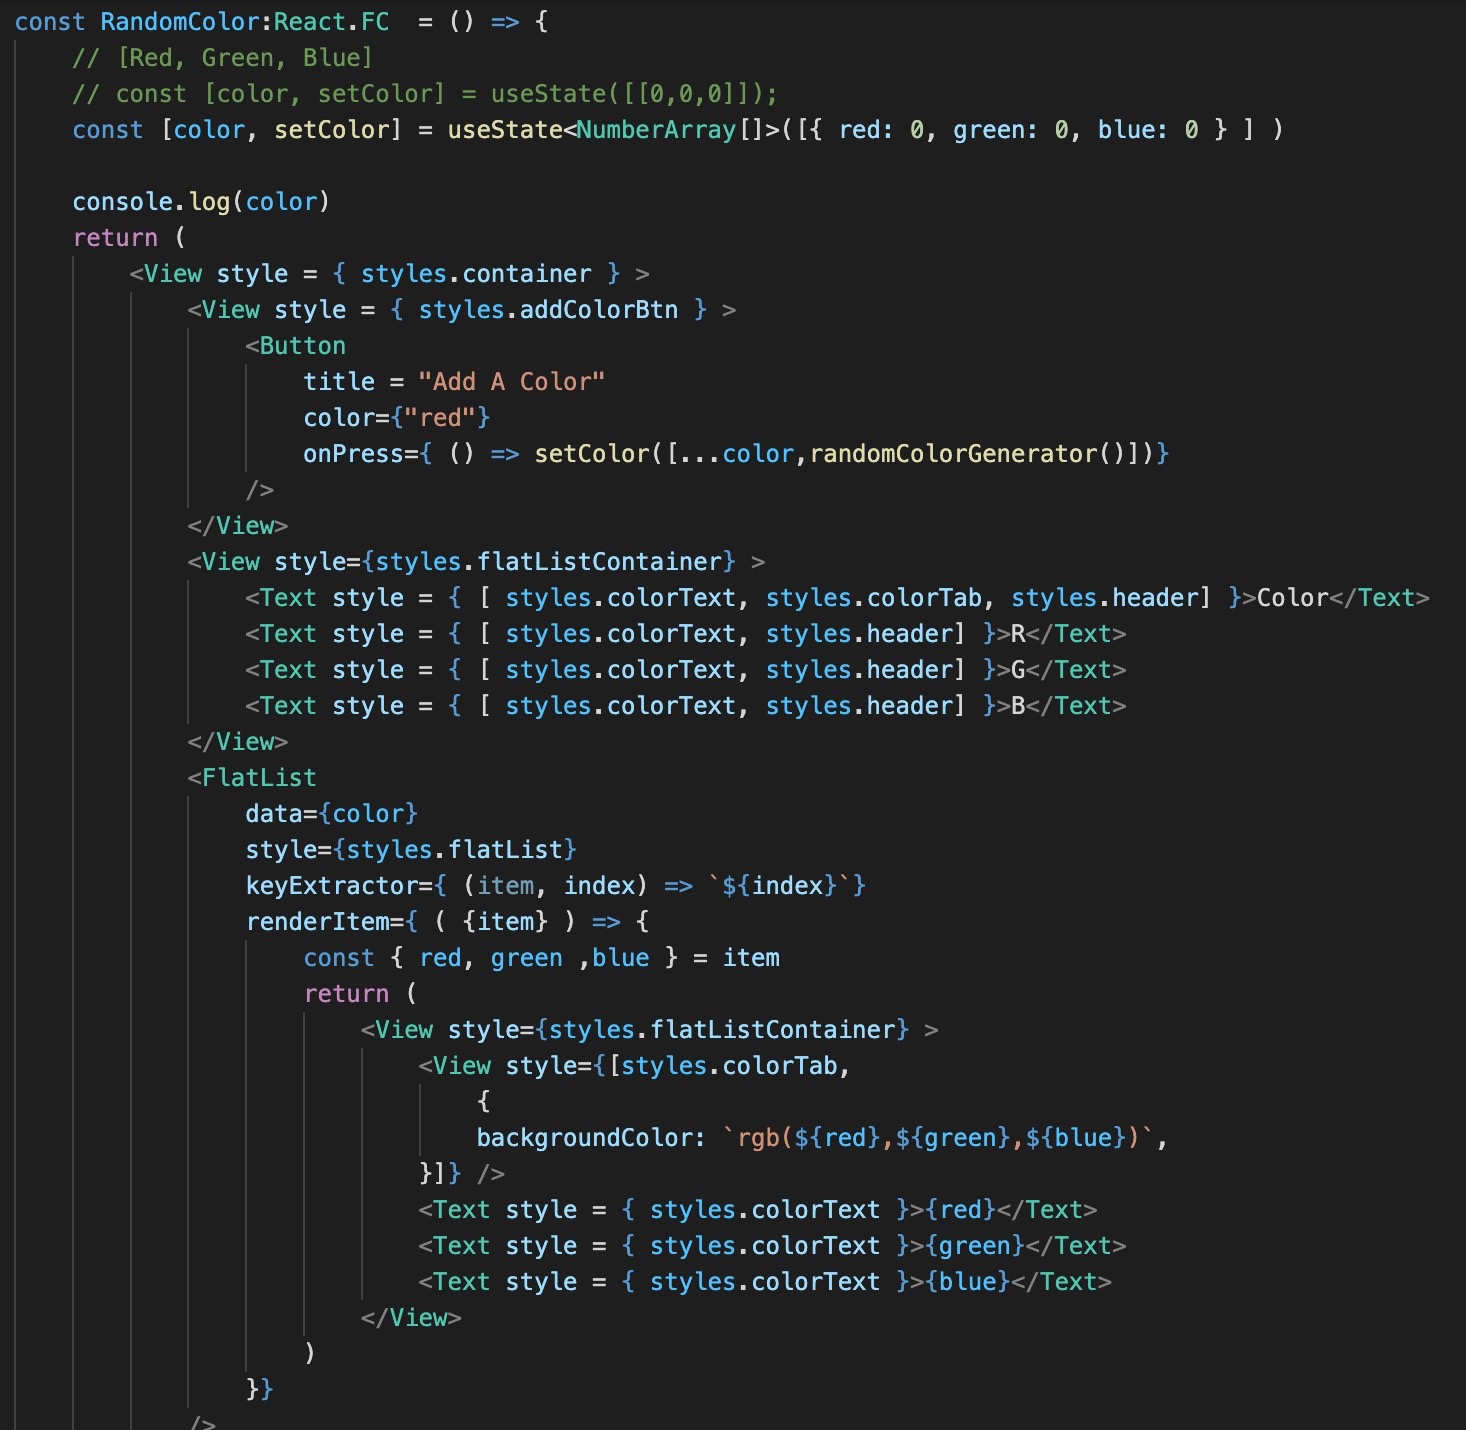 const RandomColor:React.FC  = () => {
    // [Red, Green, Blue]
    // const [color, setColor] = useState([[0,0,0]]);
    const [color, setColor] = useState<NumberArray[]>([{ red: 0, green: 0, blue: 0 } ] )

    console.log(color)
    return (
        <View style = { styles.container } >
            <View style = { styles.addColorBtn } >
                <Button
                    title = "Add A Color"
                    color={"red"}
                    onPress={ () => setColor([...color,randomColorGenerator()])}
                />
            </View>
            <View style={styles.flatListContainer} >
                <Text style = { [ styles.colorText, styles.colorTab, styles.header] }>Color</Text>
                <Text style = { [ styles.colorText, styles.header] }>R</Text>
                <Text style = { [ styles.colorText, styles.header] }>G</Text>
                <Text style = { [ styles.colorText, styles.header] }>B</Text>
            </View>
            <FlatList
                data={color}
                style={styles.flatList}
                keyExtractor={ (item, index) => `${index}`}
                renderItem={ ( {item} ) => {
                    const { red, green ,blue } = item
                    return (
                        <View style={styles.flatListContainer} >
                            <View style={[styles.colorTab,
                                {
                                backgroundColor: `rgb(${red},${green},${blue})`,
                            }]} />
                            <Text style = { styles.colorText }>{red}</Text>
                            <Text style = { styles.colorText }>{green}</Text>
                            <Text style = { styles.colorText }>{blue}</Text>
                        </View>
                    )
                }}
            />